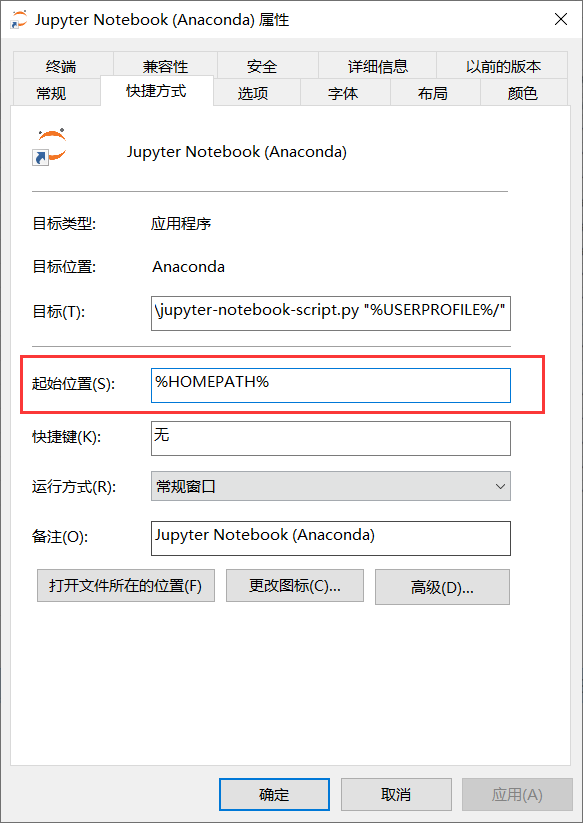 Jupyter Notebook (Anaconda) 属性
终端 兼容性 安全 详细信息 以前的版本
常规 快捷方式 选项 字体 布局 颜色
Jupyter Notebook (Anaconda)
目标类型: 应用程序
目标位置: Anaconda
目标(T): \jupyter-notebook-script.py "%USERPROFILE%/"
起始位置(S): %HOMEPATH%
快捷键(K): 无
运行方式(R): 常规窗口
备注(O): Jupyter Notebook (Anaconda)
打开文件所在的位置(F) 更改图标(C)... 高级(D)...
确定 取消 应用(A)